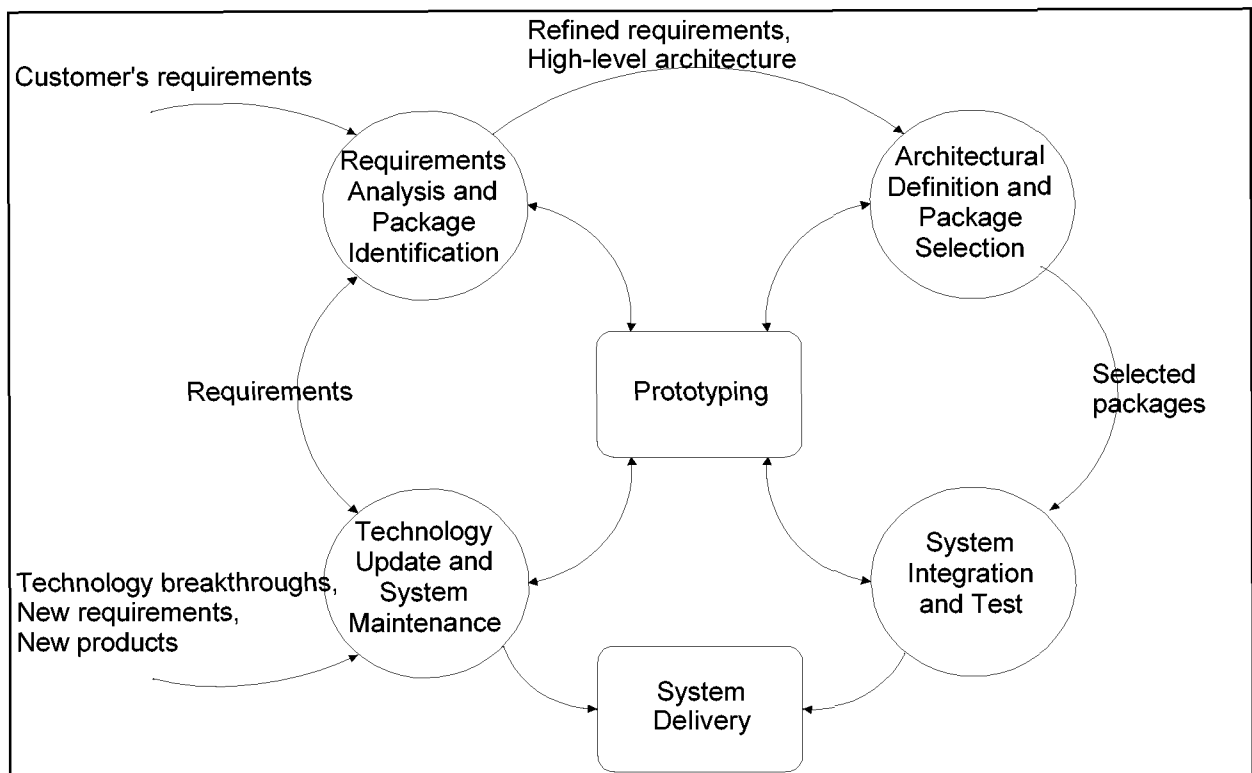 Refined requirements,
High-level architecture
Customer's requirements
Requirements
Analysis and
Package
Identification
Architectural
Definition and
Package
Selection
Requirements
Prototyping
Selected
packages
Technology
Update and
System
Maintenance
System
Integration
and Test
Technology breakthroughs,
New requirements,
New products
System
Delivery